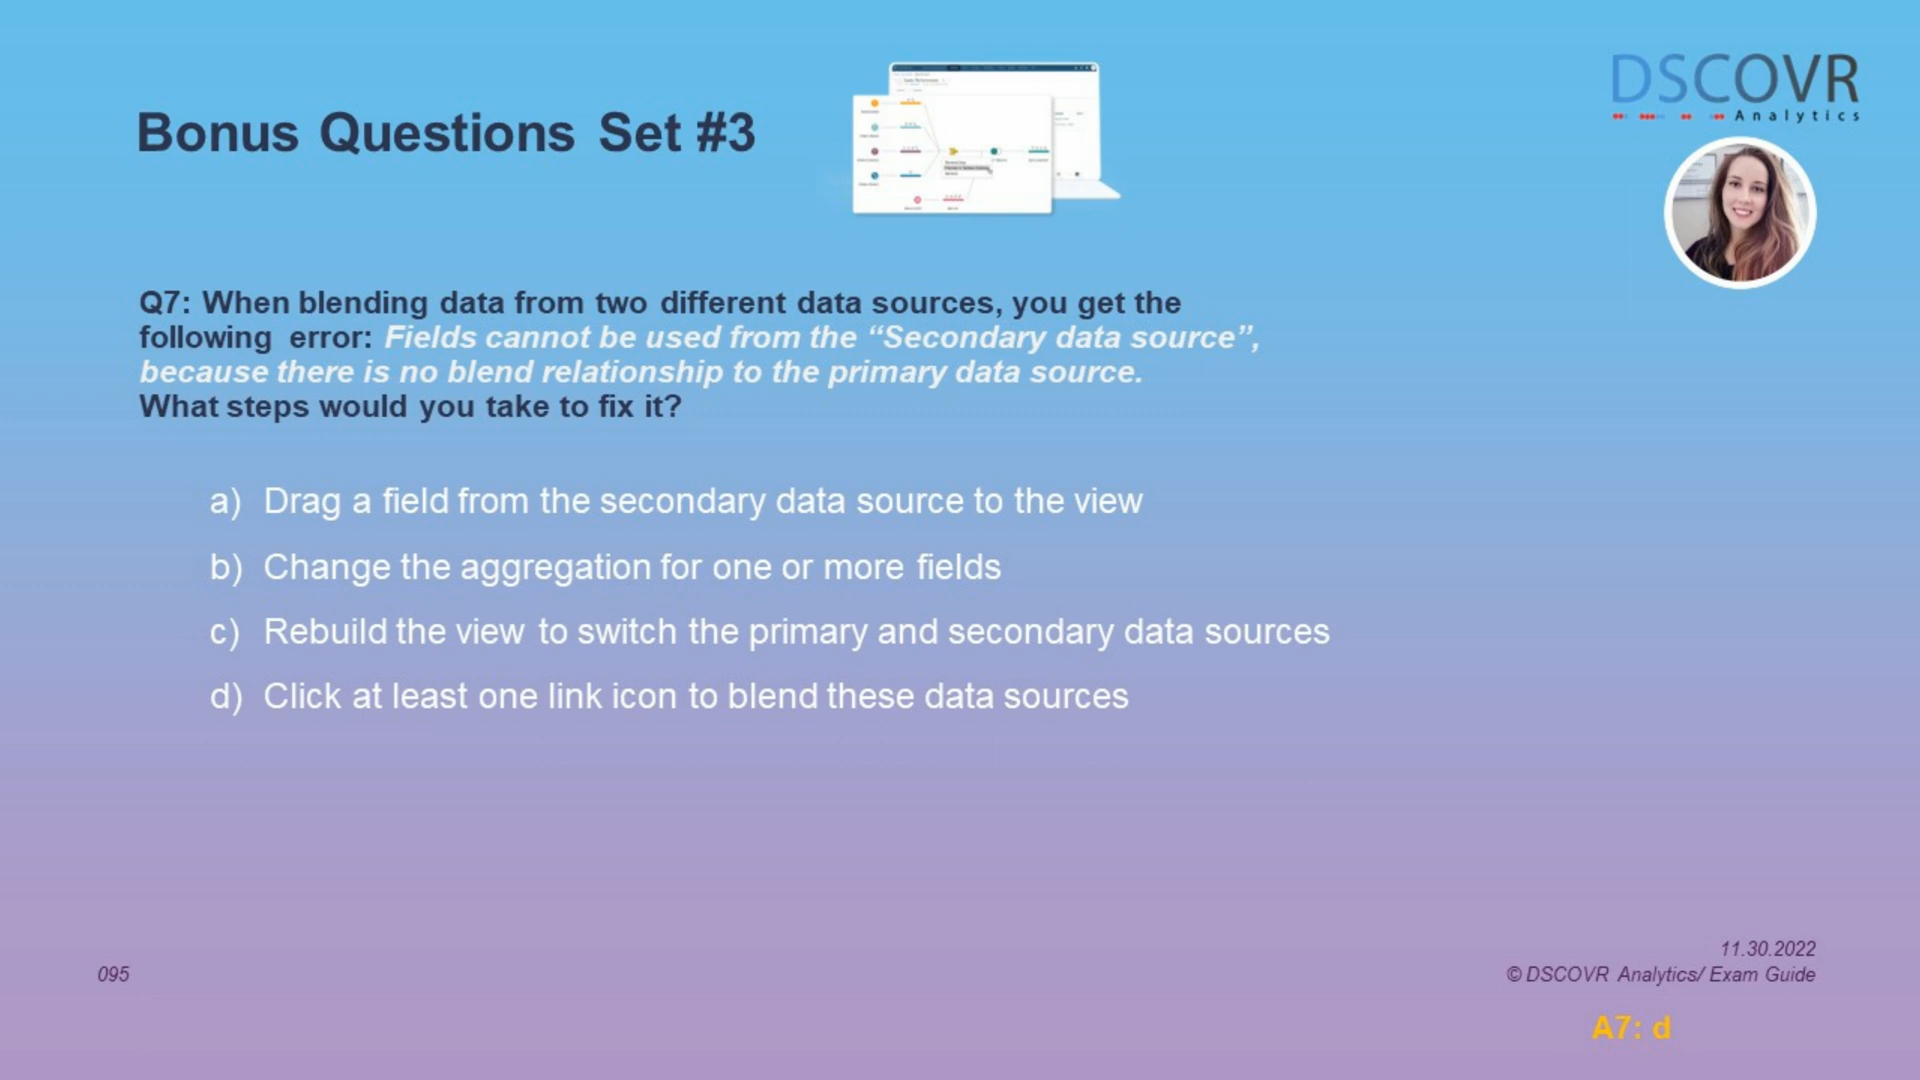 DSCOVR
Analytics
Bonus Questions Set #3
Q7: When blending data from two different data sources, you get the
following error: Fields cannot be used from the “Secondary data source”,
because there is no blend relationship to the primary data source.
What steps would you take to fix it?
a) Drag a field from the secondary data source to the view
b) Change the aggregation for one or more fields
c) Rebuild the view to switch the primary and secondary data sources
d) Click at least one link icon to blend these data sources
11.30.2022
095
© DSCOVR Analytics/ Exam Guide
A7: d